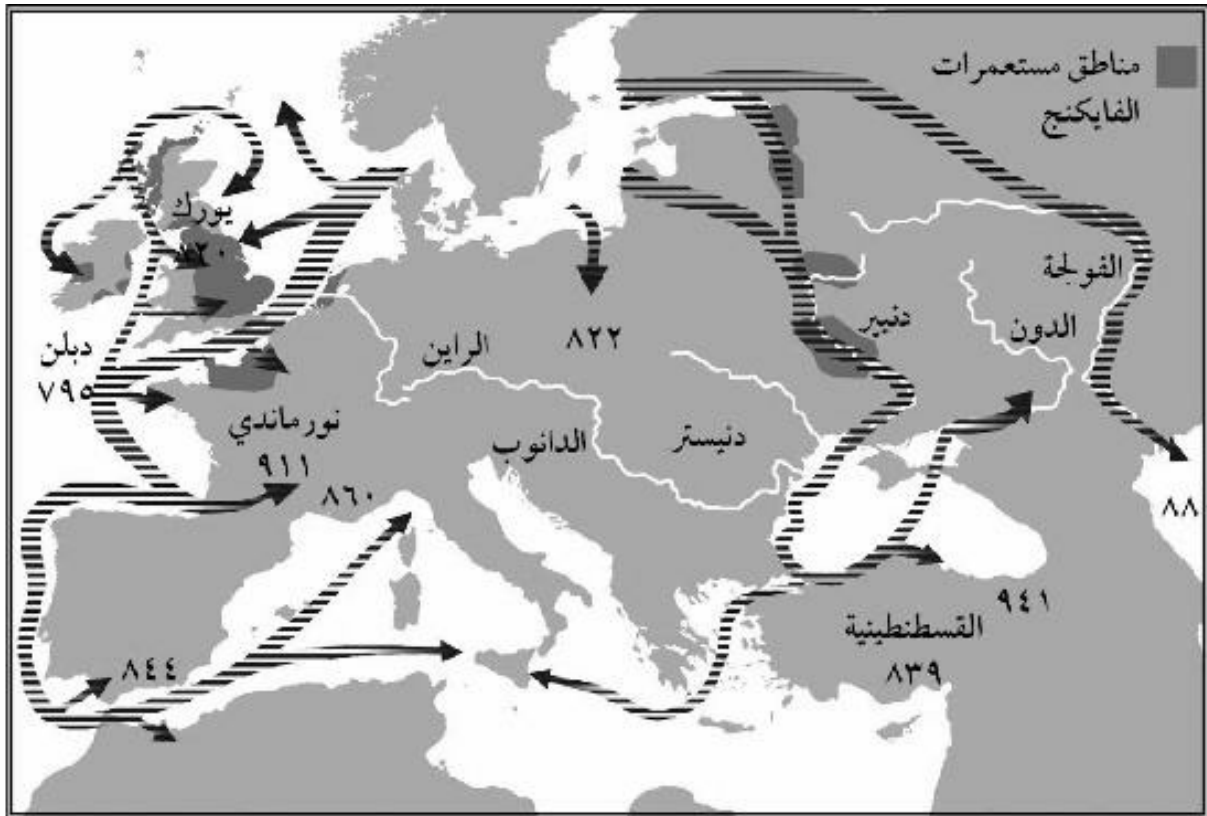 مناطق مستعمرات
الفايكنج
يورك
٨٢٠
الفولجة
الدون
دنيبر
دبلن
٧٩٥
الراين
٨٢٢
نورماندي
٩١١
٨٦٠
الدانوب
دنيستر
٨٨
٩٤١
القسطنطينية
٨٣٩
٨٤٤